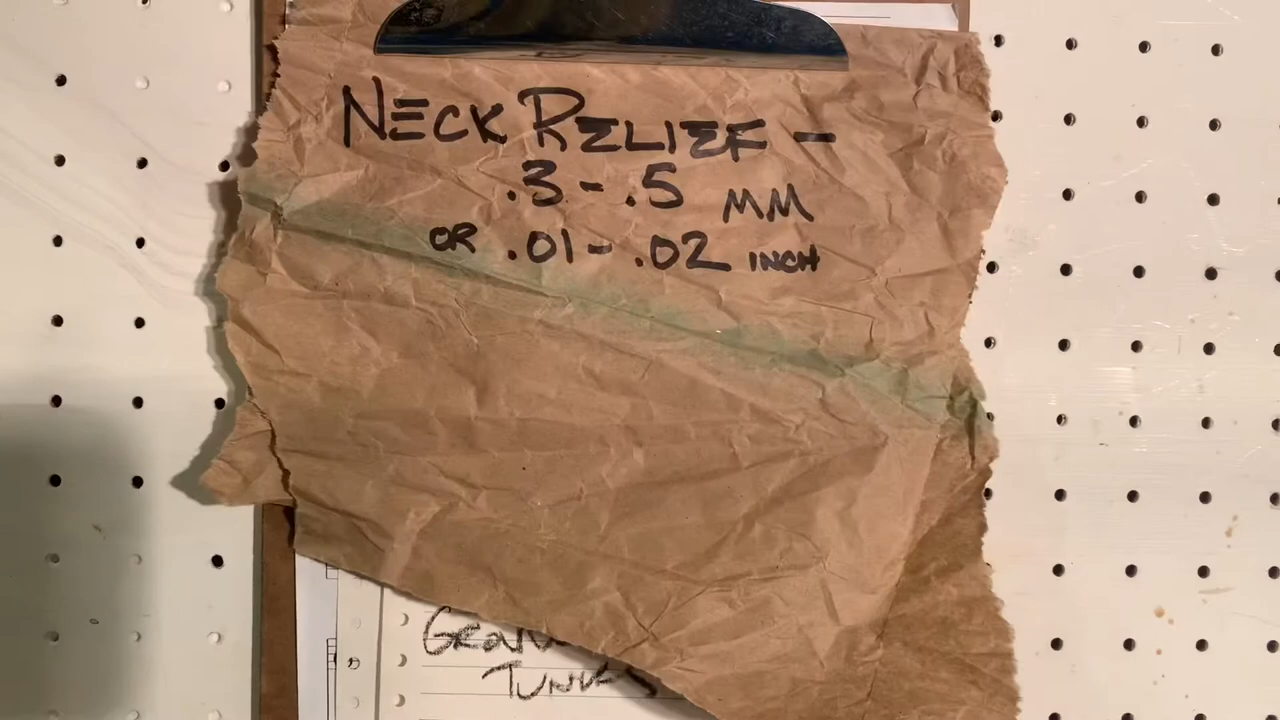 NECK RELIEF -
.3 - .5 MM
OR .01 - .02 INCH